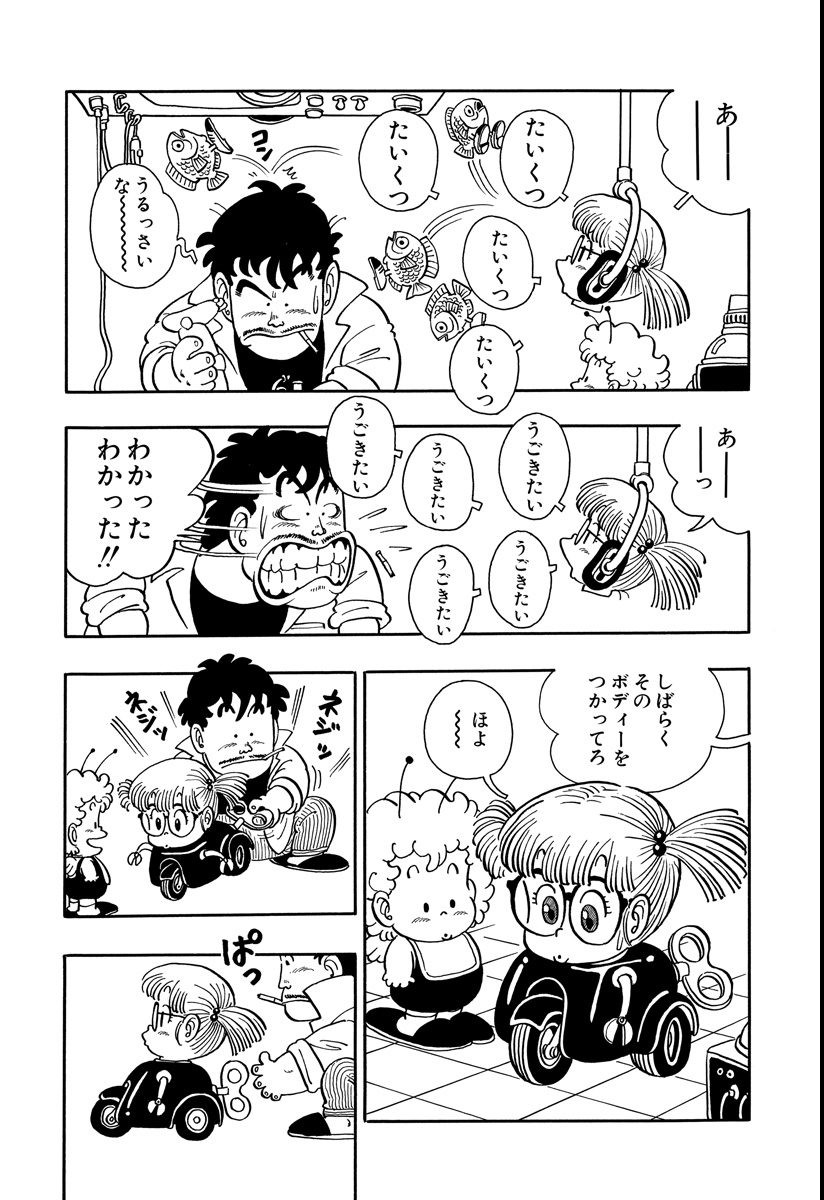 あーー
たいくつ
たいくつ
たいくつ
たいくつ
コン
うるっさい
な〜〜〜〜
あーーっ
うごきたい
うごきたい
うごきたい
うごきたい
うごきたい
わかった
わかった!!
しばらく
その
ボディーを
つかってろ
ほよ
〜〜
ネジッ
ネジッ
ぱっ